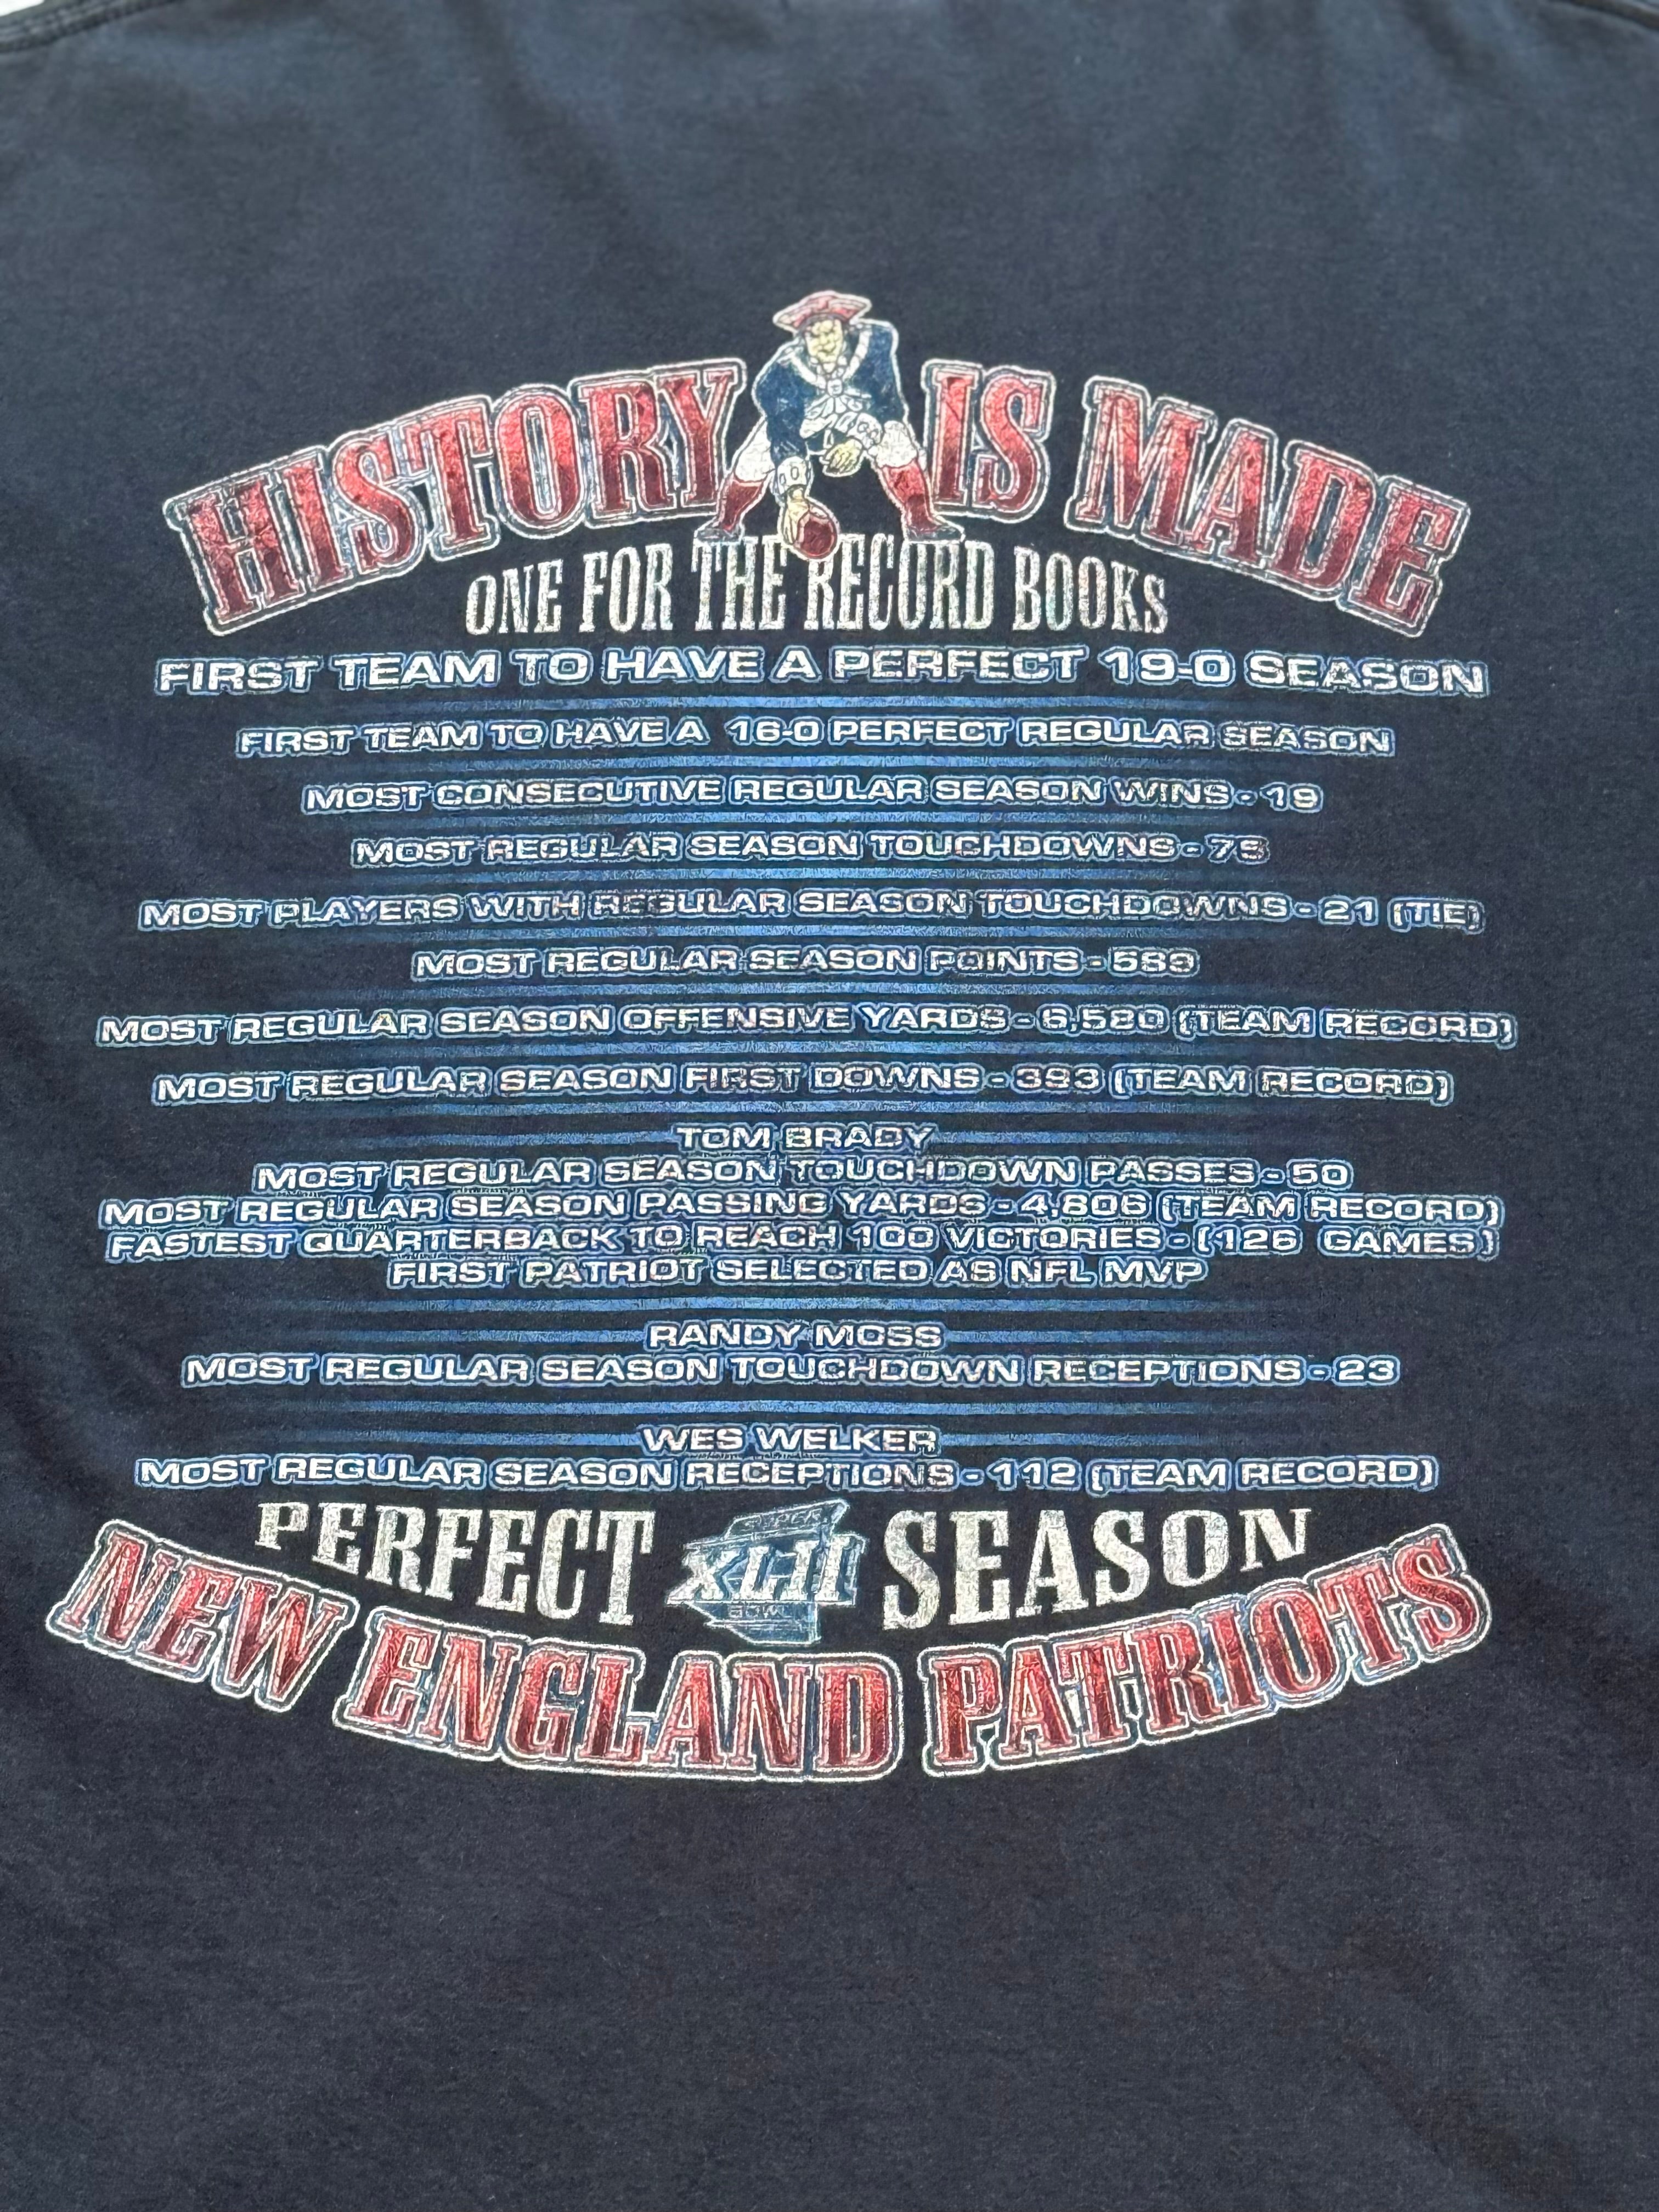 HISTORY IS MADE
ONE FOR THE RECORD BOOKS
FIRST TEAM TO HAVE A PERFECT 19-0 SEASON
FIRST TEAM TO HAVE A 16-0 PERFECT REGULAR SEASON
MOST CONSECUTIVE REGULAR SEASON WINS - 19
MOST REGULAR SEASON TOUCHDOWNS - 75
MOST PLAYERS WITH REGULAR SEASON TOUCHDOWNS - 21 (TIE)
MOST REGULAR SEASON POINTS - 589
MOST REGULAR SEASON OFFENSIVE YARDS - 6,580 (TEAM RECORD)
MOST REGULAR SEASON FIRST DOWNS - 393 (TEAM RECORD)
TOM BRADY
MOST REGULAR SEASON TOUCHDOWN PASSES - 50
MOST REGULAR SEASON PASSING YARDS - 4,806 (TEAM RECORD)
FASTEST QUARTERBACK TO REACH 100 VICTORIES - (126 GAMES)
FIRST PATRIOT SELECTED AS NFL MVP
RANDY MOSS
MOST REGULAR SEASON TOUCHDOWN RECEPTIONS - 23
WES WELKER
MOST REGULAR SEASON RECEPTIONS - 112 (TEAM RECORD)
PERFECT SUPER XLII BOWL SEASON
NEW ENGLAND PATRIOTS